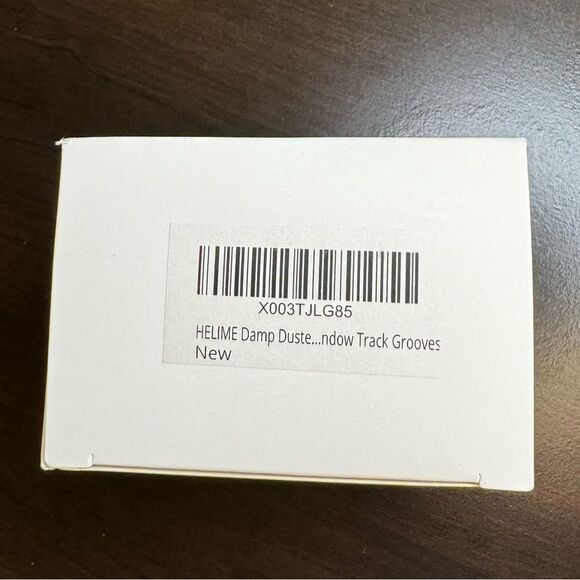 X003TJLG85
HELIME Damp Duste...ndow Track Grooves
New